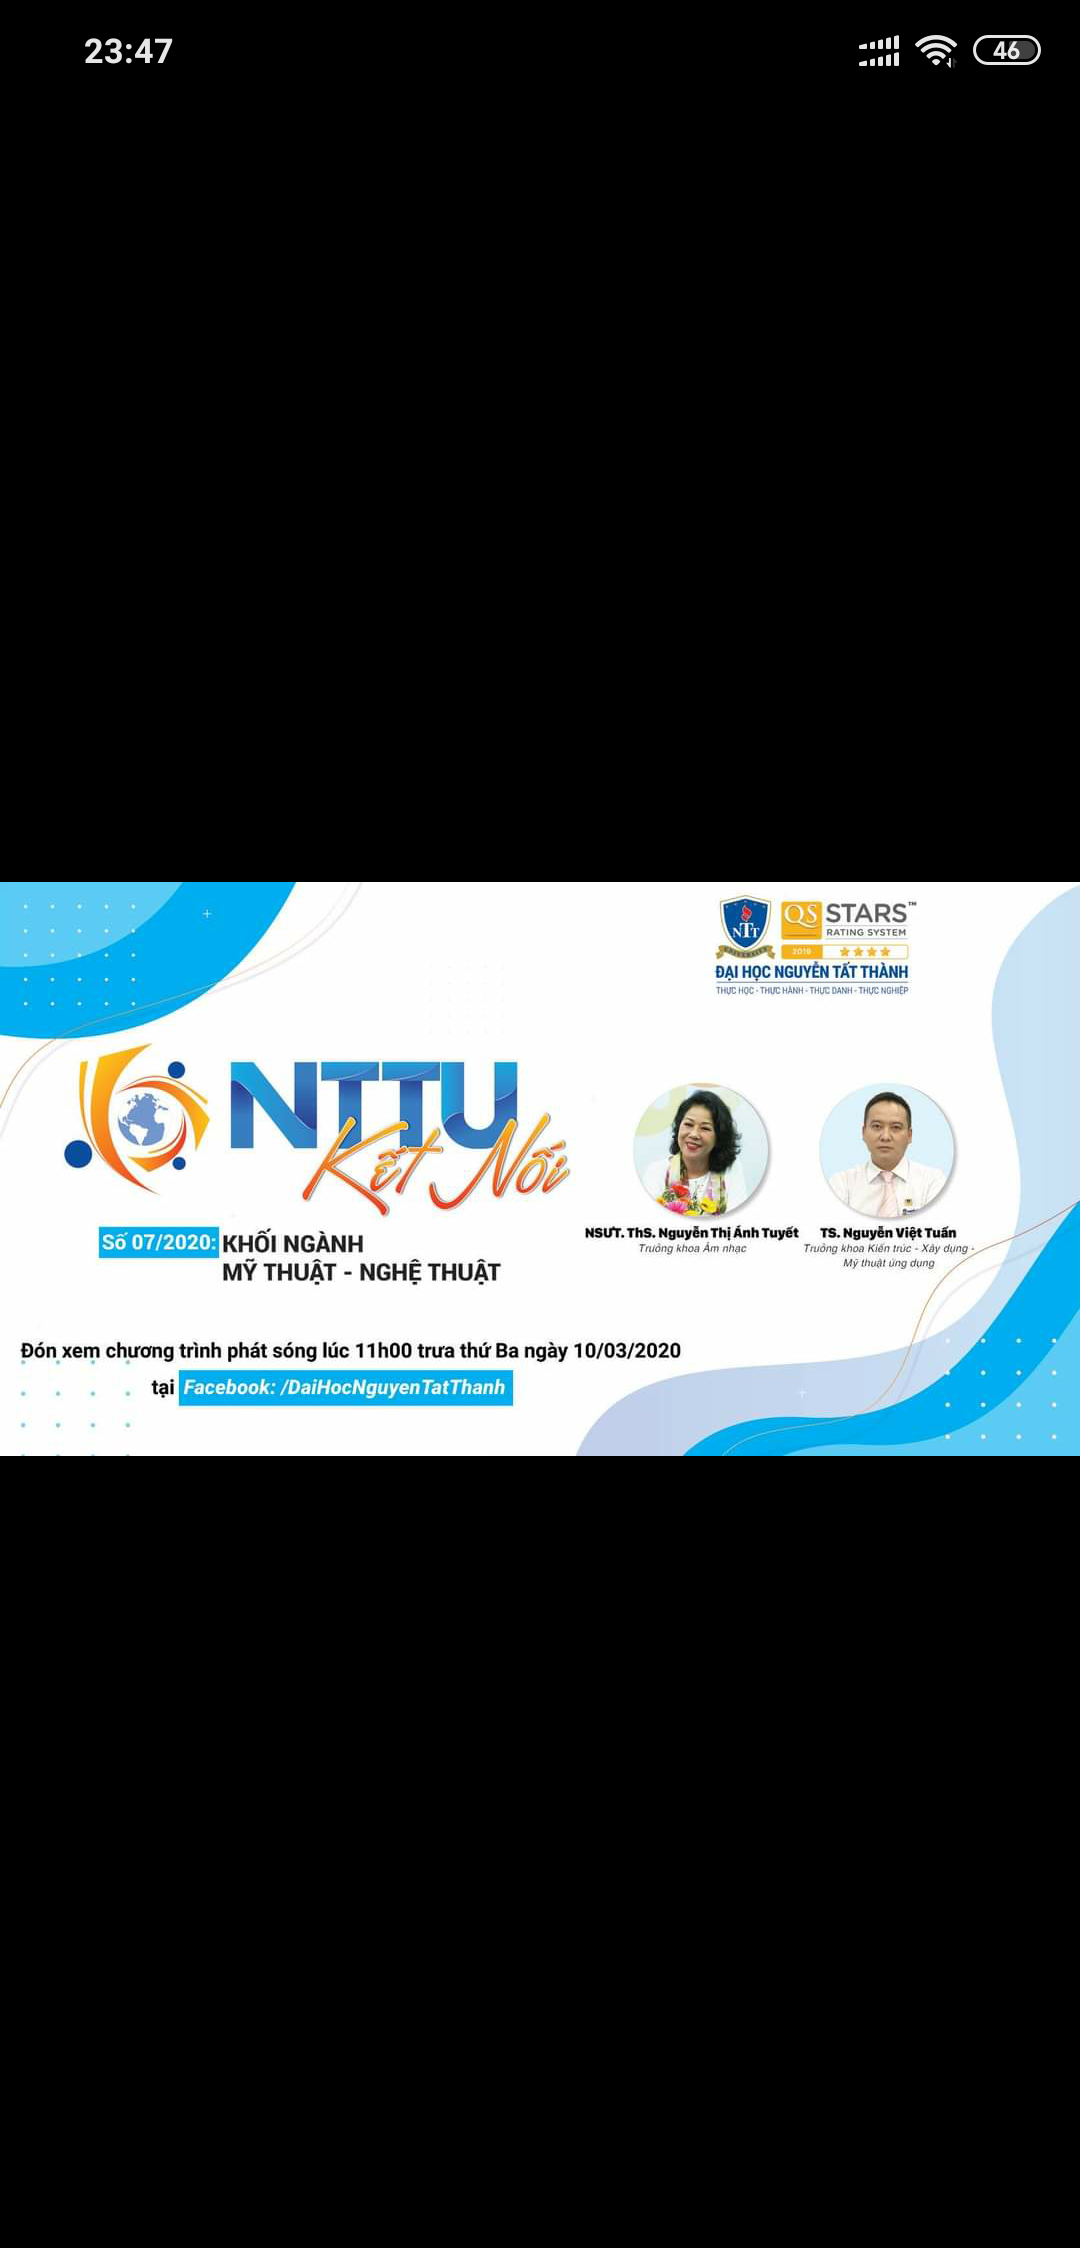 23:47
46
NTT
UNIVERSITY
QS STARS™
RATING SYSTEM
2019
ĐẠI HỌC NGUYỄN TẤT THÀNH
THỰC HỌC - THỰC HÀNH - THỰC DANH - THỰC NGHIỆP
NTTU
Kết Nối
Số 07/2020: KHỐI NGÀNH
MỸ THUẬT - NGHỆ THUẬT
NSƯT. ThS. Nguyễn Thị Ánh Tuyết
Trưởng khoa Âm nhạc
TS. Nguyễn Việt Tuấn
Trưởng khoa Kiến trúc - Xây dựng -
Mỹ thuật ứng dụng
Đón xem chương trình phát sóng lúc 11h00 trưa thứ Ba ngày 10/03/2020
tại Facebook: /DaiHocNguyenTatThanh